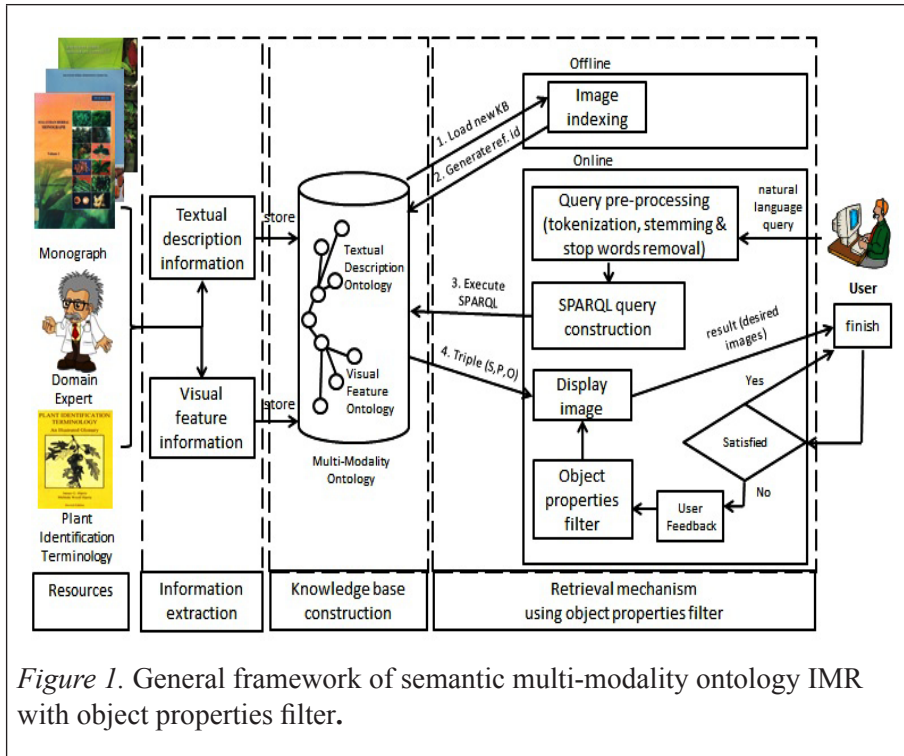 Offline
Image
indexing
1. Load new KB
2. Generate ref. id
Online
Query pre-processing
(tokenization, stemming &
stop words removal)
natural
language
query
MONOGRAPH
Monograph
Textual
description
information
store
Textual
Description
Ontology
3. Execute
SPARQL
SPARQL query
construction
User
finish
result (desired
images)
Domain
Expert
Visual
feature
information
store
Visual
Feature
Ontology
4. Triple (S,P,O)
Display
image
Yes
Satisfied
No
Multi-Modality
Ontology
Object
properties
filter
User
Feedback
PLANT IDENTIFICATION
TERMINOLOGY
An Illustrated Glossary
Plant
Identification
Terminology
Resources
Information
extraction
Knowledge base
construction
Retrieval mechanism
using object properties filter
Figure 1. General framework of semantic multi-modality ontology IMR
with object properties filter.